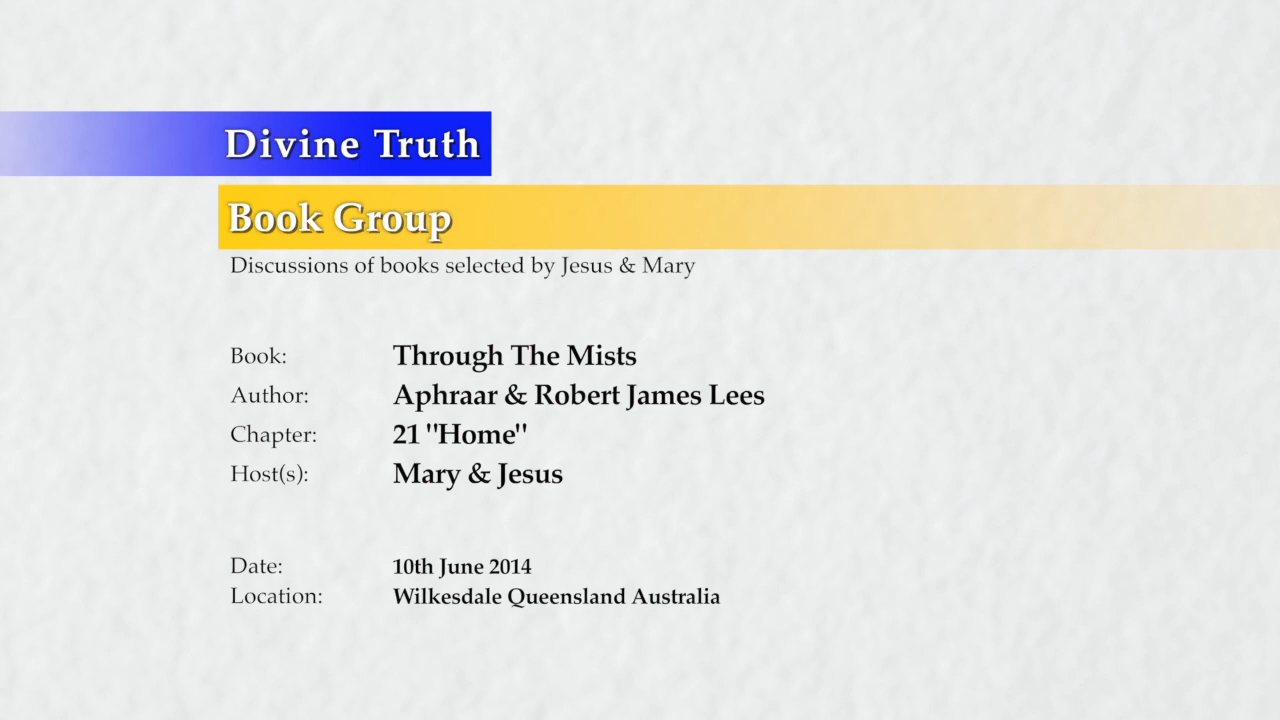 Divine Truth
Book Group
Discussions of books selected by Jesus & Mary
Book: Through The Mists
Author: Aphraar & Robert James Lees
Chapter: 21 "Home"
Host(s): Mary & Jesus
Date: 10th June 2014
Location: Wilkesdale Queensland Australia